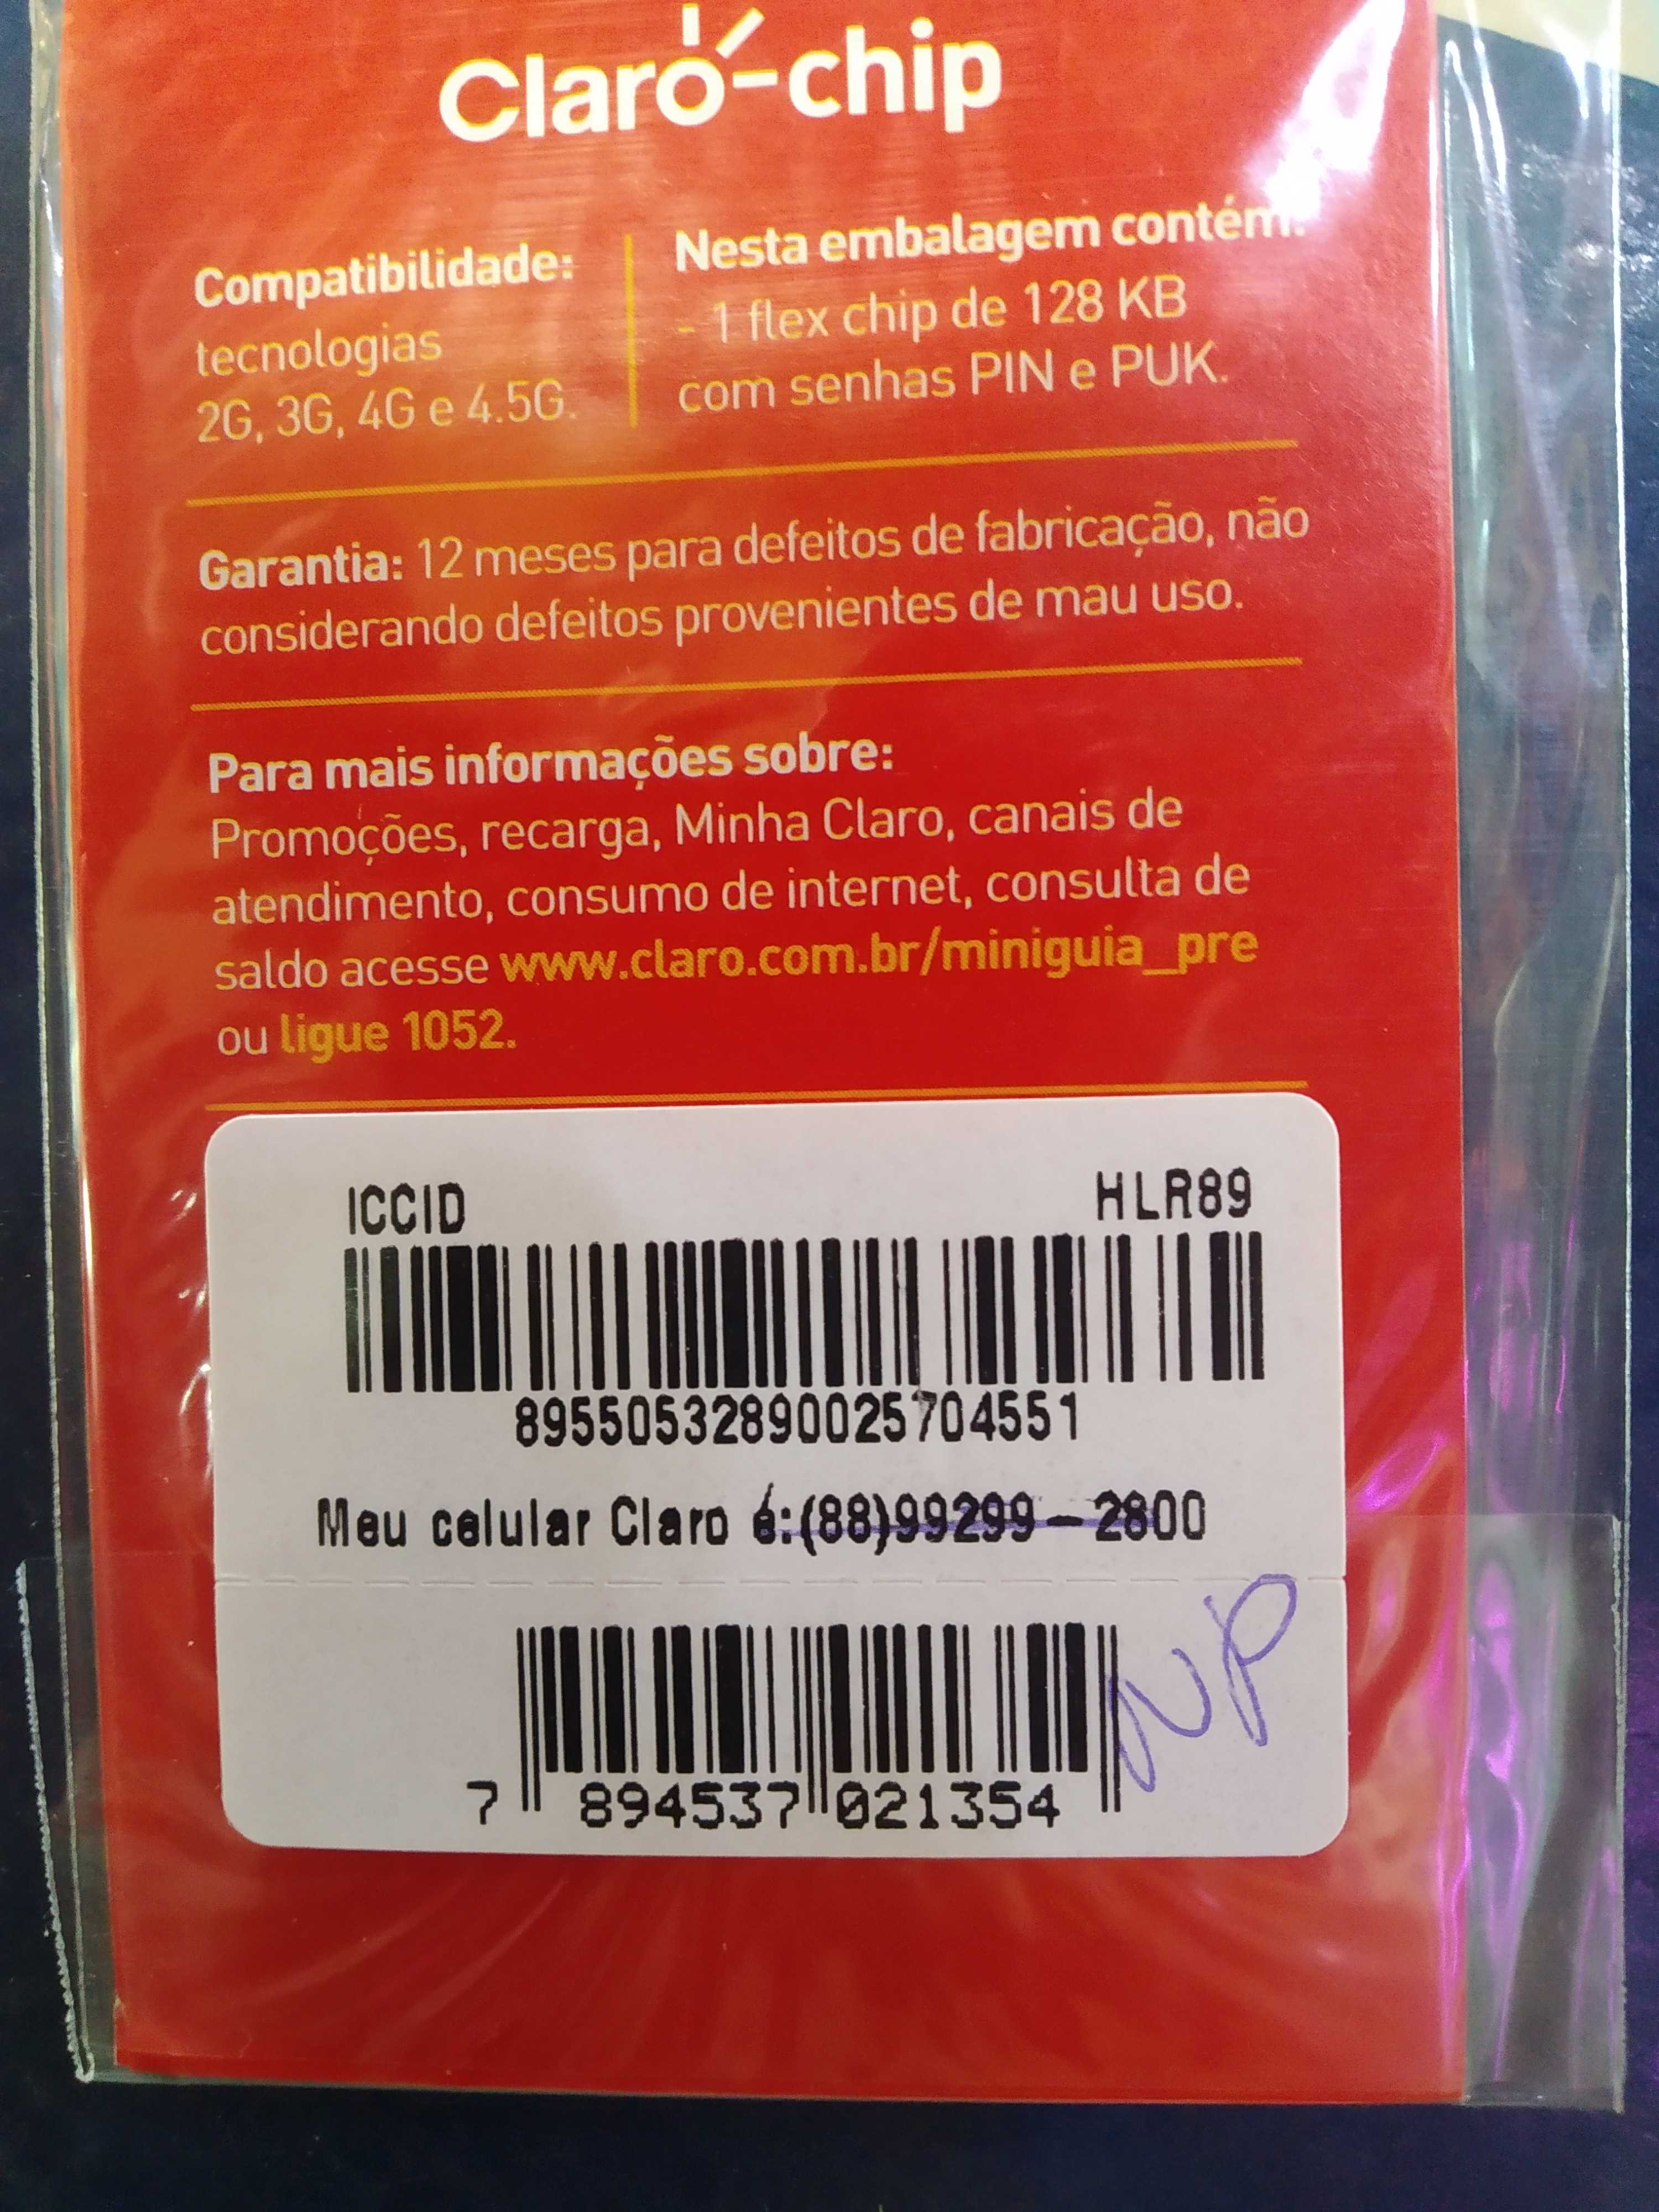 Claro-chip
Compatibilidade:
tecnologias
2G, 3G, 4G e 4.5G.
Nesta embalagem contém:
- 1 flex chip de 128 KB
com senhas PIN e PUK.
Garantia: 12 meses para defeitos de fabricação, não
considerando defeitos provenientes de mau uso.
Para mais informações sobre:
Promoções, recarga, Minha Claro, canais de
atendimento, consumo de internet, consulta de
saldo acesse www.claro.com.br/miniguia_pre
ou ligue 1052.
ICCID HLR89
89550532890025704551
Meu celular Claro é:(88)99299-2800
NP
7 894537 021354